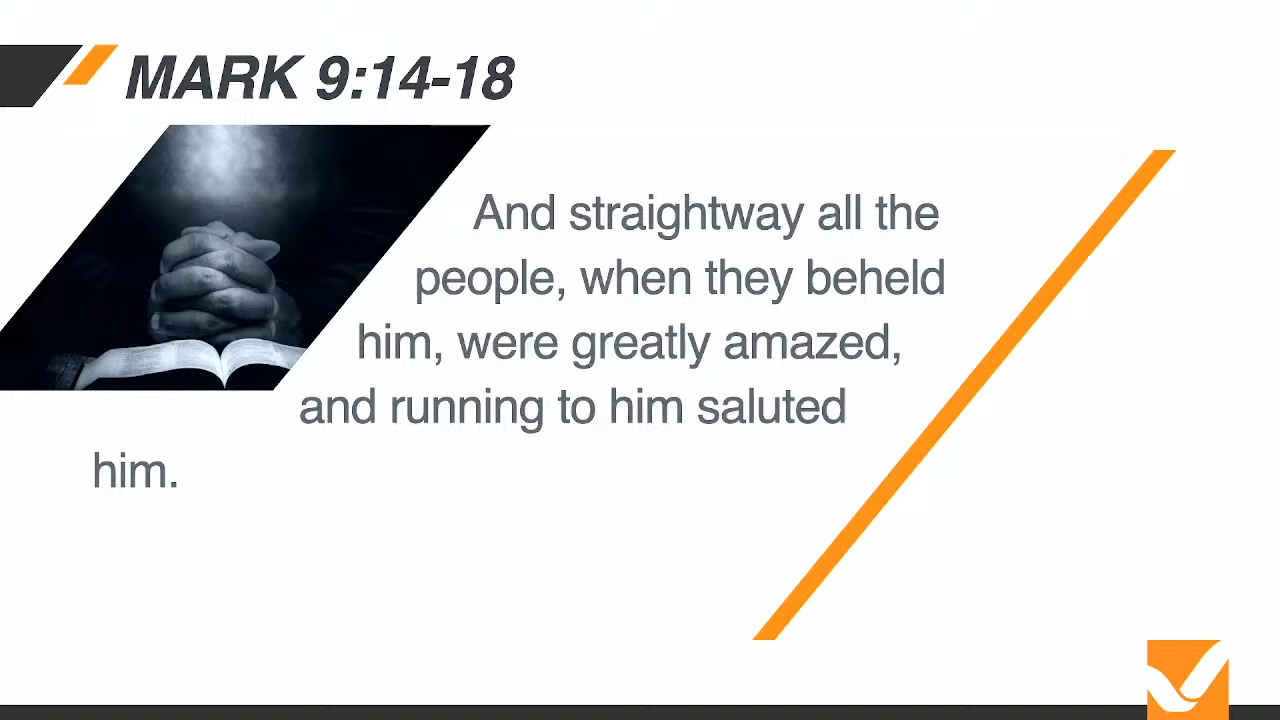 MARK 9:14-18
And straightway all the
people, when they beheld
him, were greatly amazed,
and running to him saluted
him.